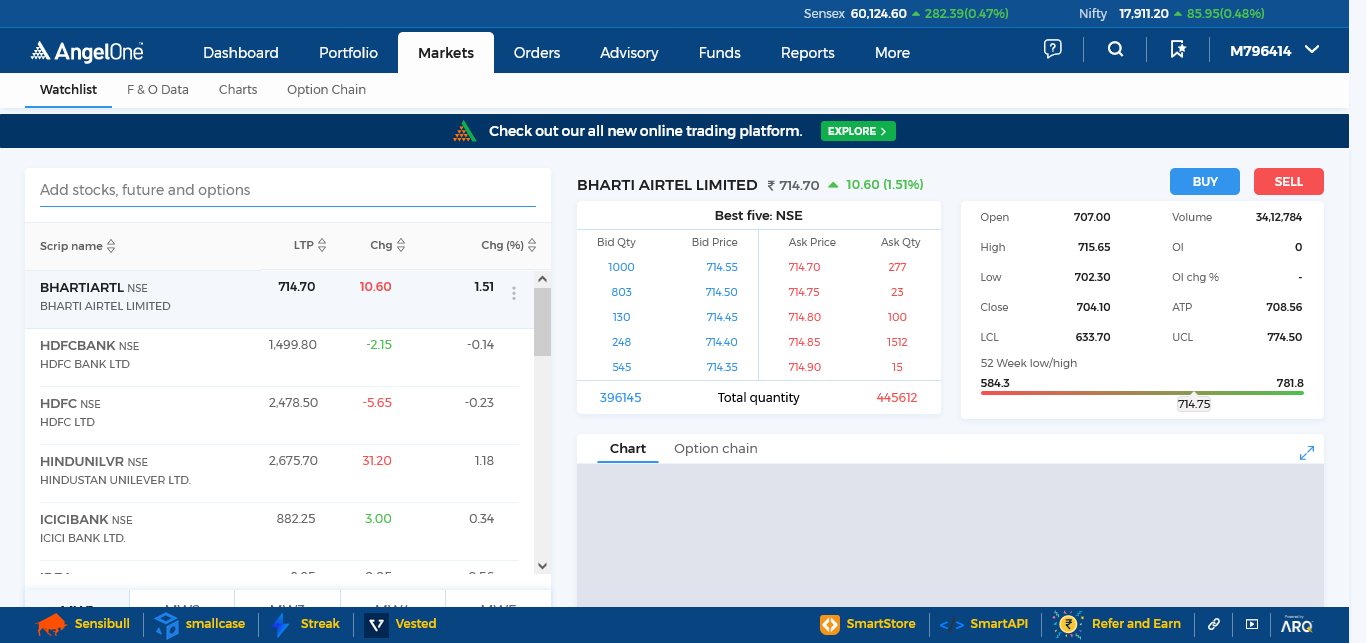 Sensex 60,124.60 282.39(0.47%) Nifty 17,911.20 85.95(0.48%)
AngelOne Dashboard Portfolio Markets Orders Advisory Funds Reports More M796414
Watchlist F & O Data Charts Option Chain
Check out our all new online trading platform. EXPLORE >
Add stocks, future and options
Scrip name LTP Chg Chg (%)
BHARTIARTL NSE 714.70 10.60 1.51
BHARTI AIRTEL LIMITED
HDFCBANK NSE 1,499.80 -2.15 -0.14
HDFC BANK LTD
HDFC NSE 2,478.50 -5.65 -0.23
HDFC LTD
HINDUNILVR NSE 2,675.70 31.20 1.18
HINDUSTAN UNILEVER LTD.
ICICIBANK NSE 882.25 3.00 0.34
ICICI BANK LTD.
BHARTI AIRTEL LIMITED ₹ 714.70 10.60 (1.51%) BUY SELL
Best five: NSE
Bid Qty Bid Price Ask Price Ask Qty
1000 714.55 714.70 277
803 714.50 714.75 23
130 714.45 714.80 100
248 714.40 714.85 1512
545 714.35 714.90 15
396145 Total quantity 445612
Open 707.00 Volume 34,12,784
High 715.65 OI 0
Low 702.30 OI chg % -
Close 704.10 ATP 708.56
LCL 633.70 UCL 774.50
52 Week low/high
584.3 781.8
714.75
Chart Option chain
Sensibull smallcase Streak Vested SmartStore < > SmartAPI Refer and Earn ARQ